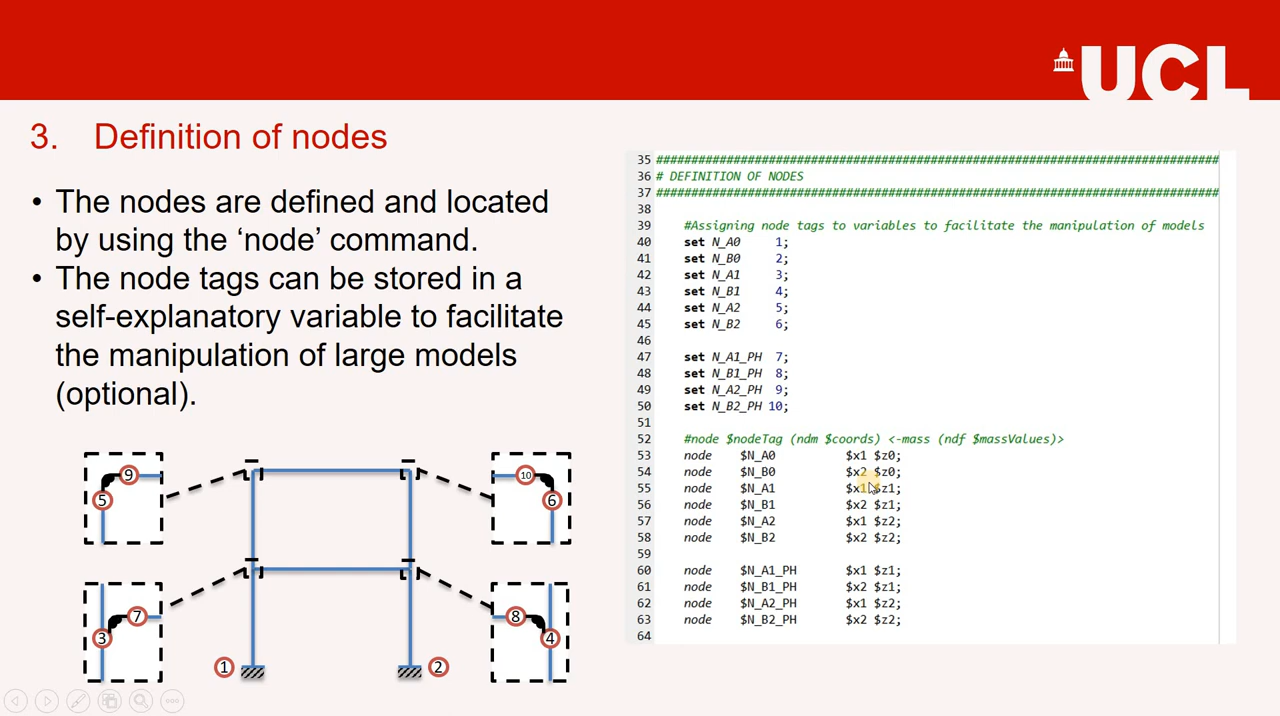 UCL
3. Definition of nodes
• The nodes are defined and located
by using the ‘node’ command.
• The node tags can be stored in a
self-explanatory variable to facilitate
the manipulation of large models
(optional).
9
5
10
6
7
3
8
4
1
2
35 ################################################################################
36 # DEFINITION OF NODES
37 ################################################################################
38
39 #Assigning node tags to variables to facilitate the manipulation of models
40 set N_A0 1;
41 set N_B0 2;
42 set N_A1 3;
43 set N_B1 4;
44 set N_A2 5;
45 set N_B2 6;
46
47 set N_A1_PH 7;
48 set N_B1_PH 8;
49 set N_A2_PH 9;
50 set N_B2_PH 10;
51
52 #node $nodeTag (ndm $coords) <-mass (ndf $massValues)>
53 node $N_A0 $x1 $z0;
54 node $N_B0 $x2 $z0;
55 node $N_A1 $x1 $z1;
56 node $N_B1 $x2 $z1;
57 node $N_A2 $x1 $z2;
58 node $N_B2 $x2 $z2;
59
60 node $N_A1_PH $x1 $z1;
61 node $N_B1_PH $x2 $z1;
62 node $N_A2_PH $x1 $z2;
63 node $N_B2_PH $x2 $z2;
64